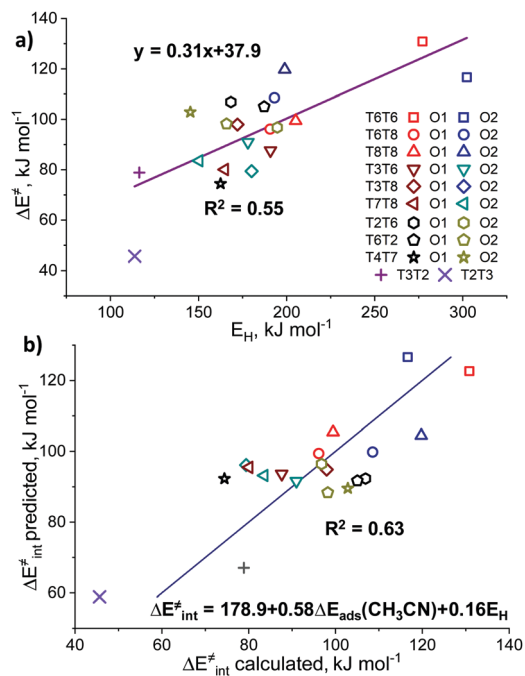 a)
y = 0.31x+37.9
ΔE≠, kJ mol⁻¹
140
120
100
80
60
40
R² = 0.55
T6T6 O1 O2
T6T8 O1 O2
T8T8 O1 O2
T3T6 O1 O2
T3T8 O1 O2
T7T8 O1 O2
T2T6 O1 O2
T6T2 O1 O2
T4T7 O1 O2
T3T2 T2T3
100 150 200 250 300
E_H, kJ mol⁻¹
b)
ΔE≠int predicted, kJ mol⁻¹
120
100
80
60
R² = 0.63
ΔE≠int = 178.9+0.58ΔEads(CH₃CN)+0.16E_H
40 60 80 100 120 140
ΔE≠int calculated, kJ mol⁻¹